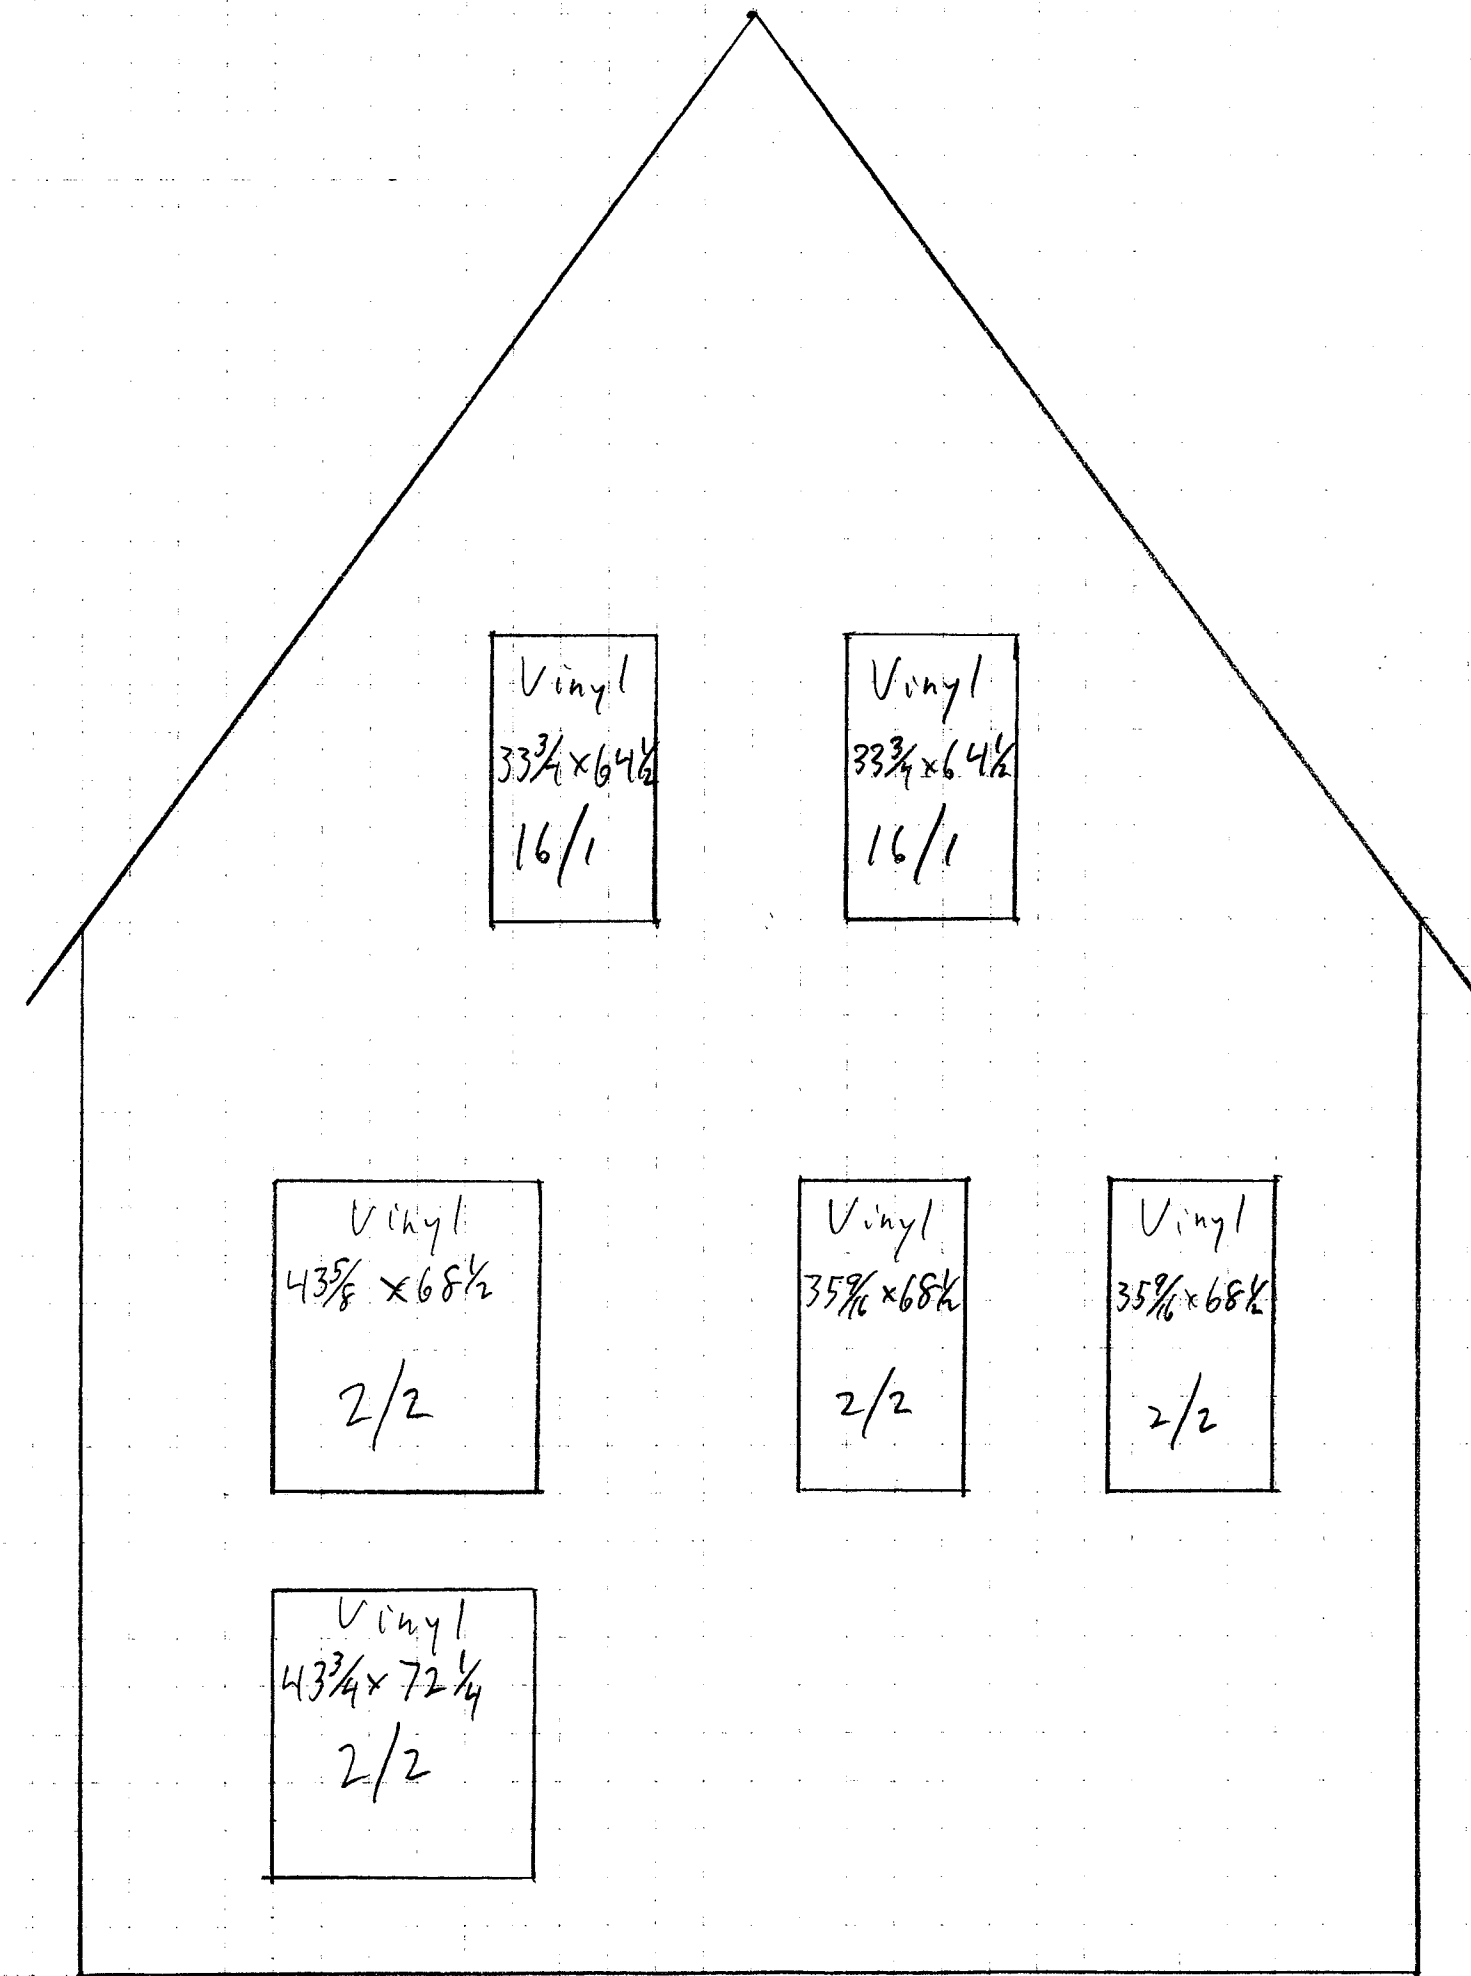 Vinyl
33 3/4 x 64 1/2
16/1
Vinyl
33 3/4 x 64 1/2
16/1
Vinyl
43 5/8 x 68 1/2
2/2
Vinyl
35 9/16 x 68 1/2
2/2
Vinyl
35 9/16 x 68 1/2
2/2
Vinyl
43 3/4 x 72 1/4
2/2